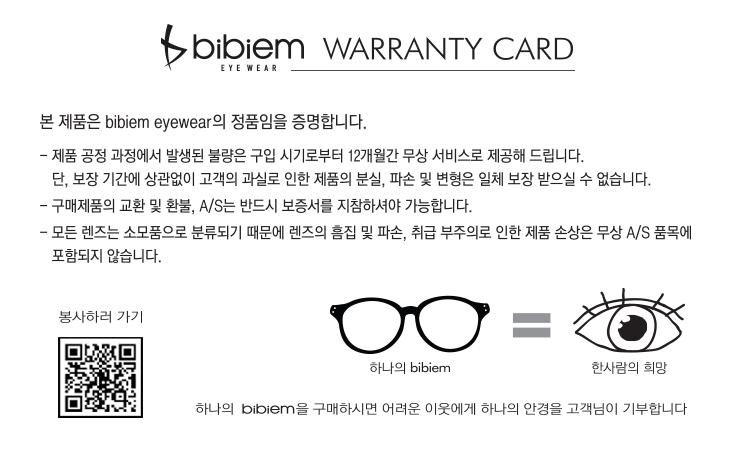 bibiem WARRANTY CARD
EYE WEAR
본 제품은 bibiem eyewear의 정품임을 증명합니다.
- 제품 공정 과정에서 발생된 불량은 구입 시기로부터 12개월간 무상 서비스로 제공해 드립니다.
단, 보장 기간에 상관없이 고객의 과실로 인한 제품의 분실, 파손 및 변형은 일체 보장 받으실 수 없습니다.
- 구매제품의 교환 및 환불, A/S는 반드시 보증서를 지참하셔야 가능합니다.
- 모든 렌즈는 소모품으로 분류되기 때문에 렌즈의 흠집 및 파손, 취급 부주의로 인한 제품 손상은 무상 A/S 품목에
포함되지 않습니다.
봉사하러 가기
하나의 bibiem
한사람의 희망
하나의 bibiem을 구매하시면 어려운 이웃에게 하나의 안경을 고객님이 기부합니다